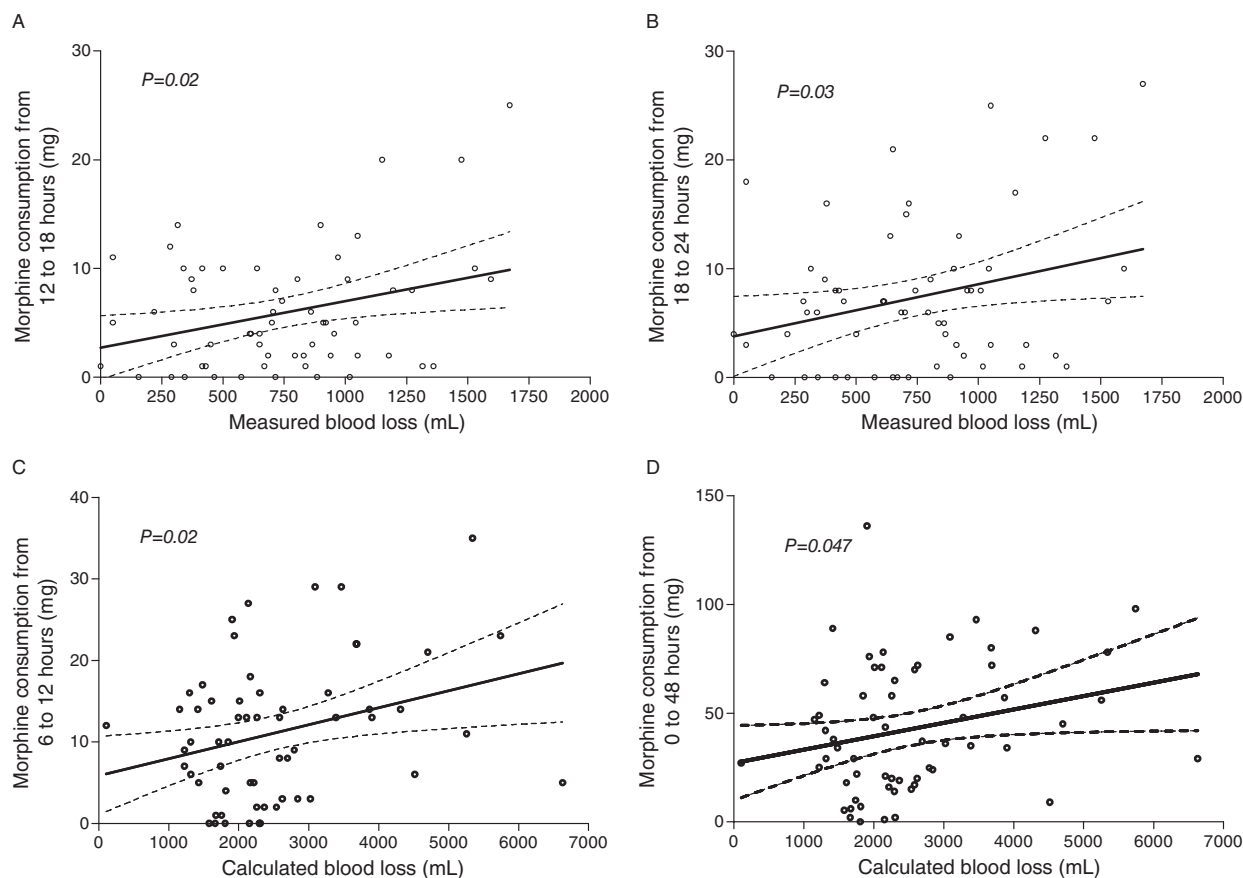 A
30
20
10
0
P=0.02
Morphine consumption from
12 to 18 hours (mg)
0 250 500 750 1000 1250 1500 1750 2000
Measured blood loss (mL)
B
30
20
10
0
P=0.03
Morphine consumption from
18 to 24 hours (mg)
0 250 500 750 1000 1250 1500 1750 2000
Measured blood loss (mL)
C
40
30
20
10
0
P=0.02
Morphine consumption from
6 to 12 hours (mg)
0 1000 2000 3000 4000 5000 6000 7000
Calculated blood loss (mL)
D
150
100
50
0
P=0.047
Morphine consumption from
0 to 48 hours (mg)
0 1000 2000 3000 4000 5000 6000 7000
Calculated blood loss (mL)